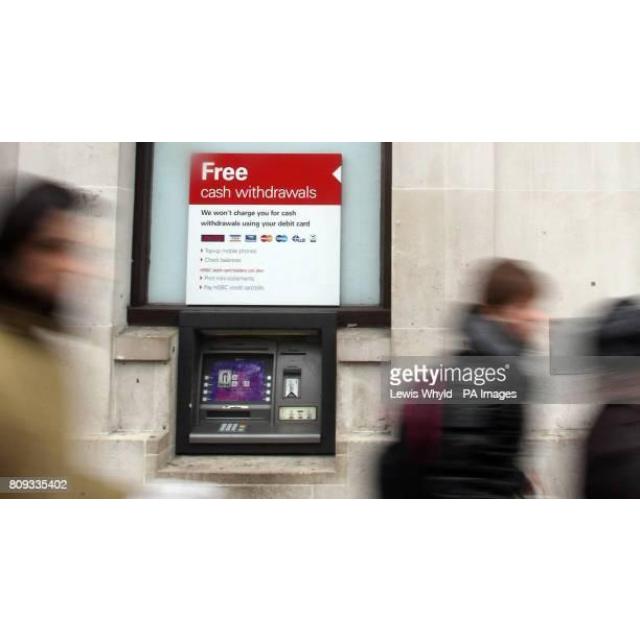 Free
cash withdrawals
We won't charge you for cash
withdrawals using your debit card
Top-up mobile phones
Check balances
HSBC bank card holders can also
Print mini-statements
Pay HSBC credit card bills
gettyimages
Lewis Whyld PA Images
809335402